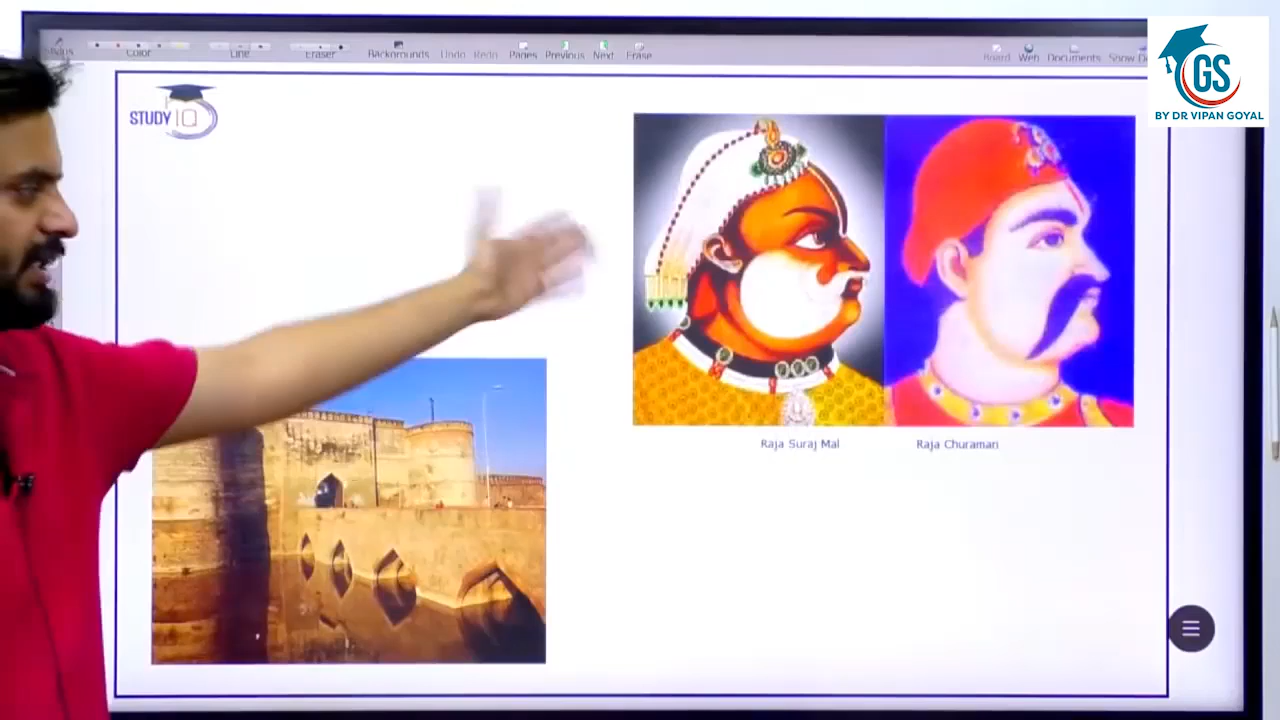 Color
Line
Eraser
Backgrounds
Undo
Redo
Pages
Previous
Next
Erase
Board
Web
Documents
STUDY IQ
GS
BY DR VIPAN GOYAL
Raja Suraj Mal
Raja Churaman